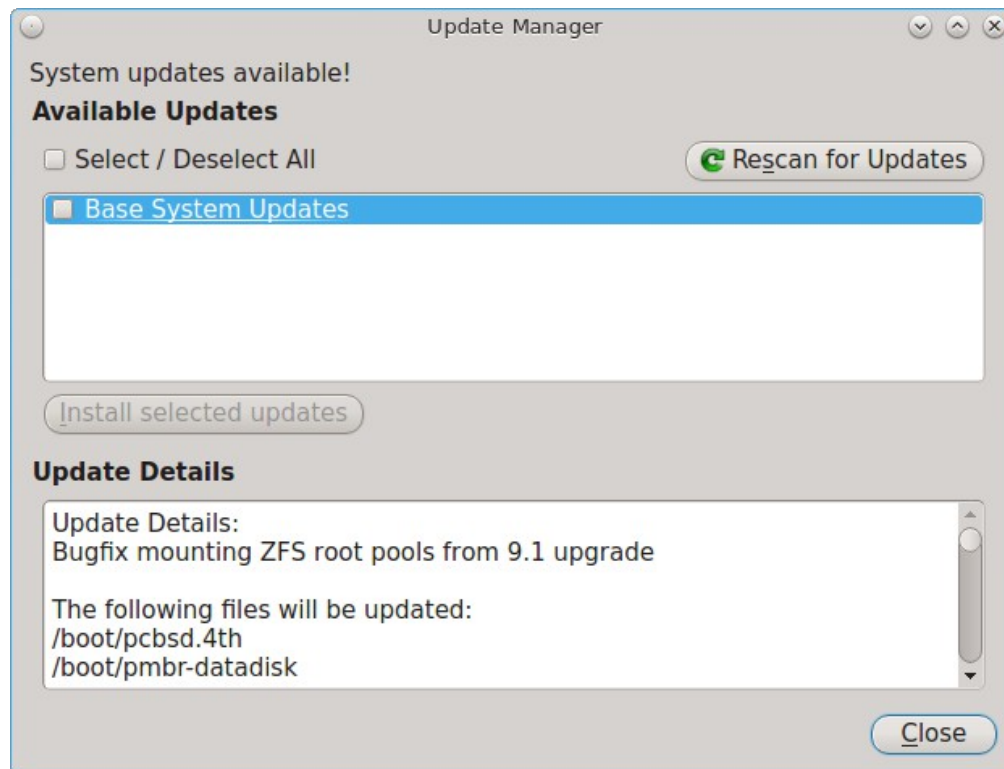 Update Manager
System updates available!
Available Updates
Select / Deselect All
Rescan for Updates
Base System Updates
Install selected updates
Update Details
Update Details:
Bugfix mounting ZFS root pools from 9.1 upgrade
The following files will be updated:
/boot/pcbsd.4th
/boot/pmbr-datadisk
Close